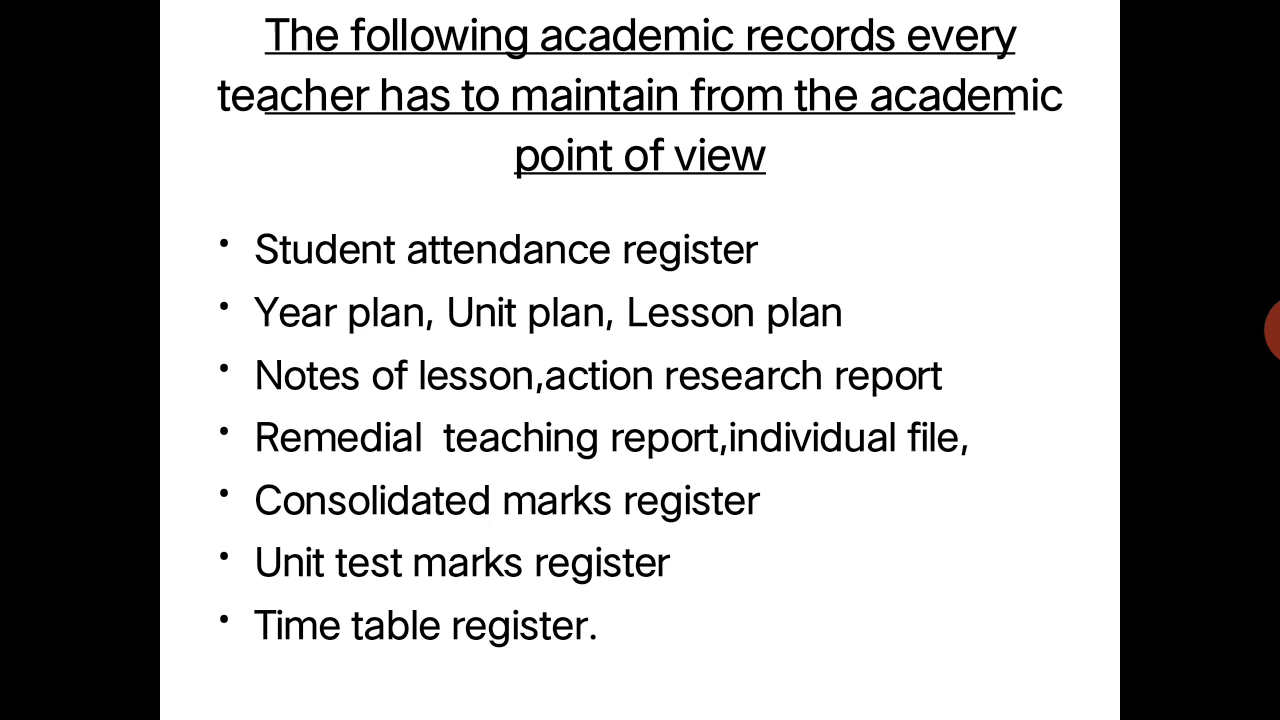 The following academic records every
teacher has to maintain from the academic
point of view
• Student attendance register
• Year plan, Unit plan, Lesson plan
• Notes of lesson,action research report
• Remedial  teaching report,individual file,
• Consolidated marks register
• Unit test marks register
• Time table register.